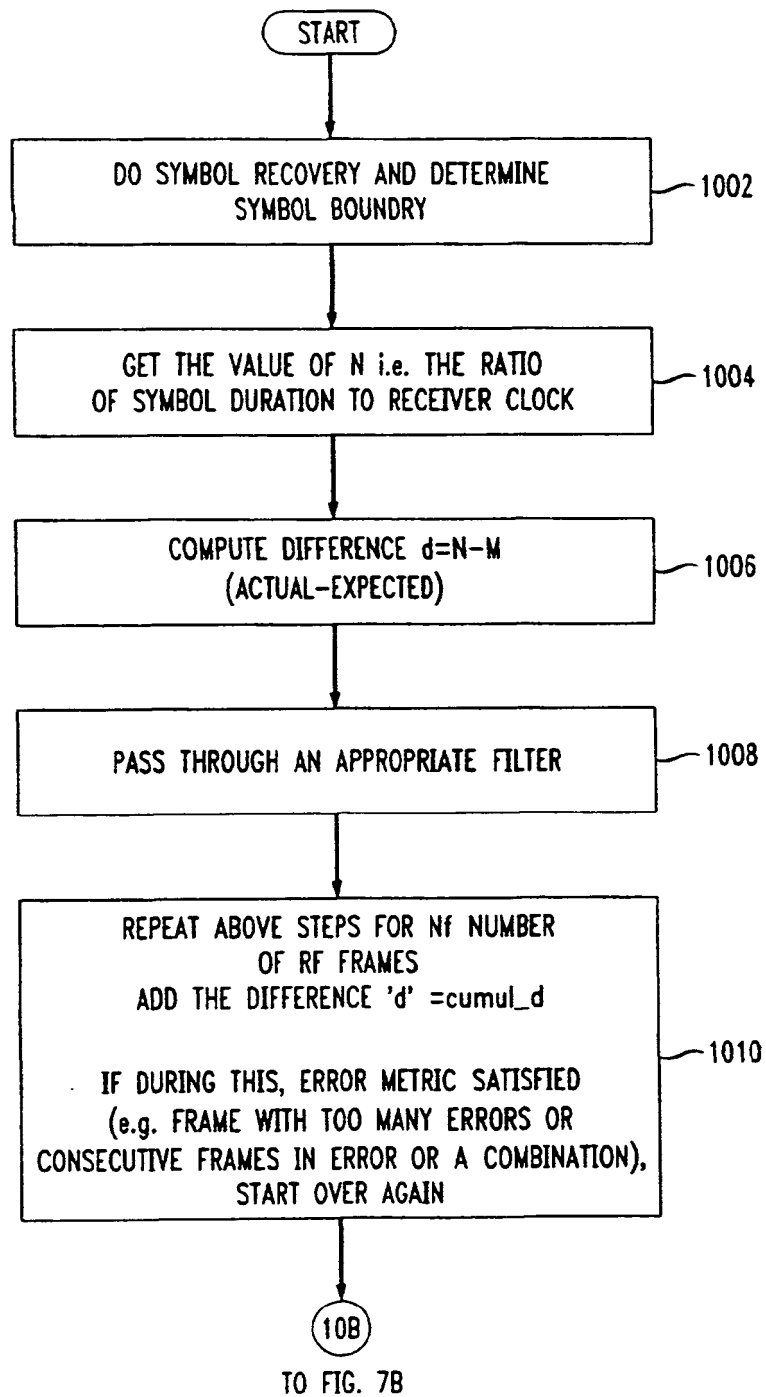 START
DO SYMBOL RECOVERY AND DETERMINE
SYMBOL BOUNDRY
1002
GET THE VALUE OF N i.e. THE RATIO
OF SYMBOL DURATION TO RECEIVER CLOCK
1004
COMPUTE DIFFERENCE d=N-M
(ACTUAL-EXPECTED)
1006
PASS THROUGH AN APPROPRIATE FILTER
1008
REPEAT ABOVE STEPS FOR Nf NUMBER
OF RF FRAMES
ADD THE DIFFERENCE 'd' =cumul_d
IF DURING THIS, ERROR METRIC SATISFIED
(e.g. FRAME WITH TOO MANY ERRORS OR
CONSECUTIVE FRAMES IN ERROR OR A COMBINATION),
START OVER AGAIN
1010
10B
TO FIG. 7B